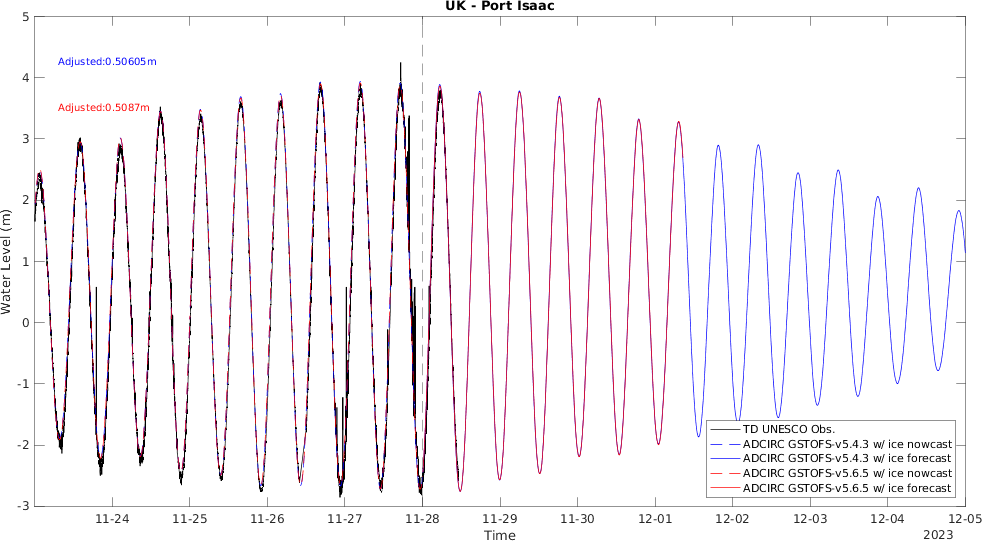 UK - Port Isaac
Adjusted:0.50605m
Adjusted:0.5087m
Water Level (m)
5
4
3
2
1
0
-1
-2
-3
TD UNESCO Obs.
ADCIRC GSTOFS-v5.4.3 w/ ice nowcast
ADCIRC GSTOFS-v5.4.3 w/ ice forecast
ADCIRC GSTOFS-v5.6.5 w/ ice nowcast
ADCIRC GSTOFS-v5.6.5 w/ ice forecast
11-24 11-25 11-26 11-27 11-28 11-29 11-30 12-01 12-02 12-03 12-04 12-05
Time
2023